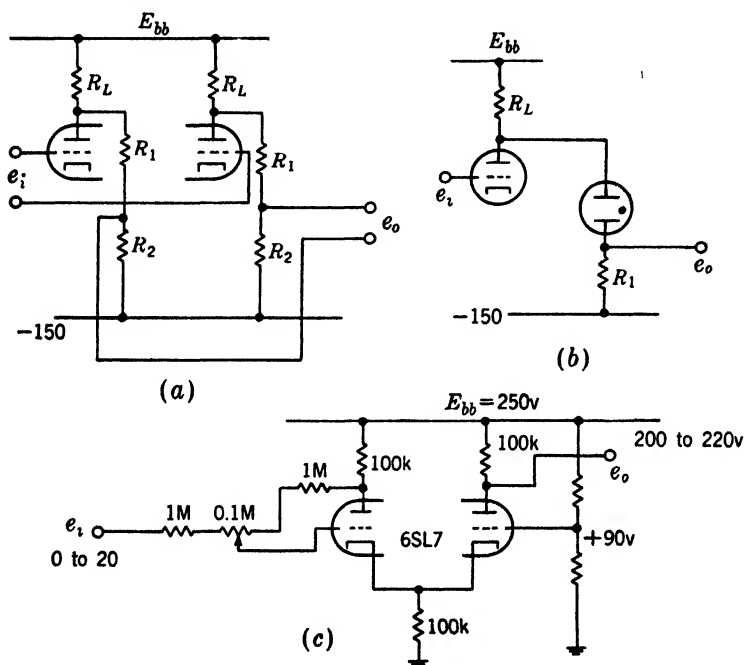 E_bb
R_L
R_L
R_1
R_1
e_i
e_o
R_2
R_2
−150
(a)
E_bb
R_L
e_i
e_o
R_1
−150
(b)
E_bb = 250v
200 to 220v
100k
100k
e_o
1M
1M
0.1M
e_i
0 to 20
6SL7
+90v
100k
(c)